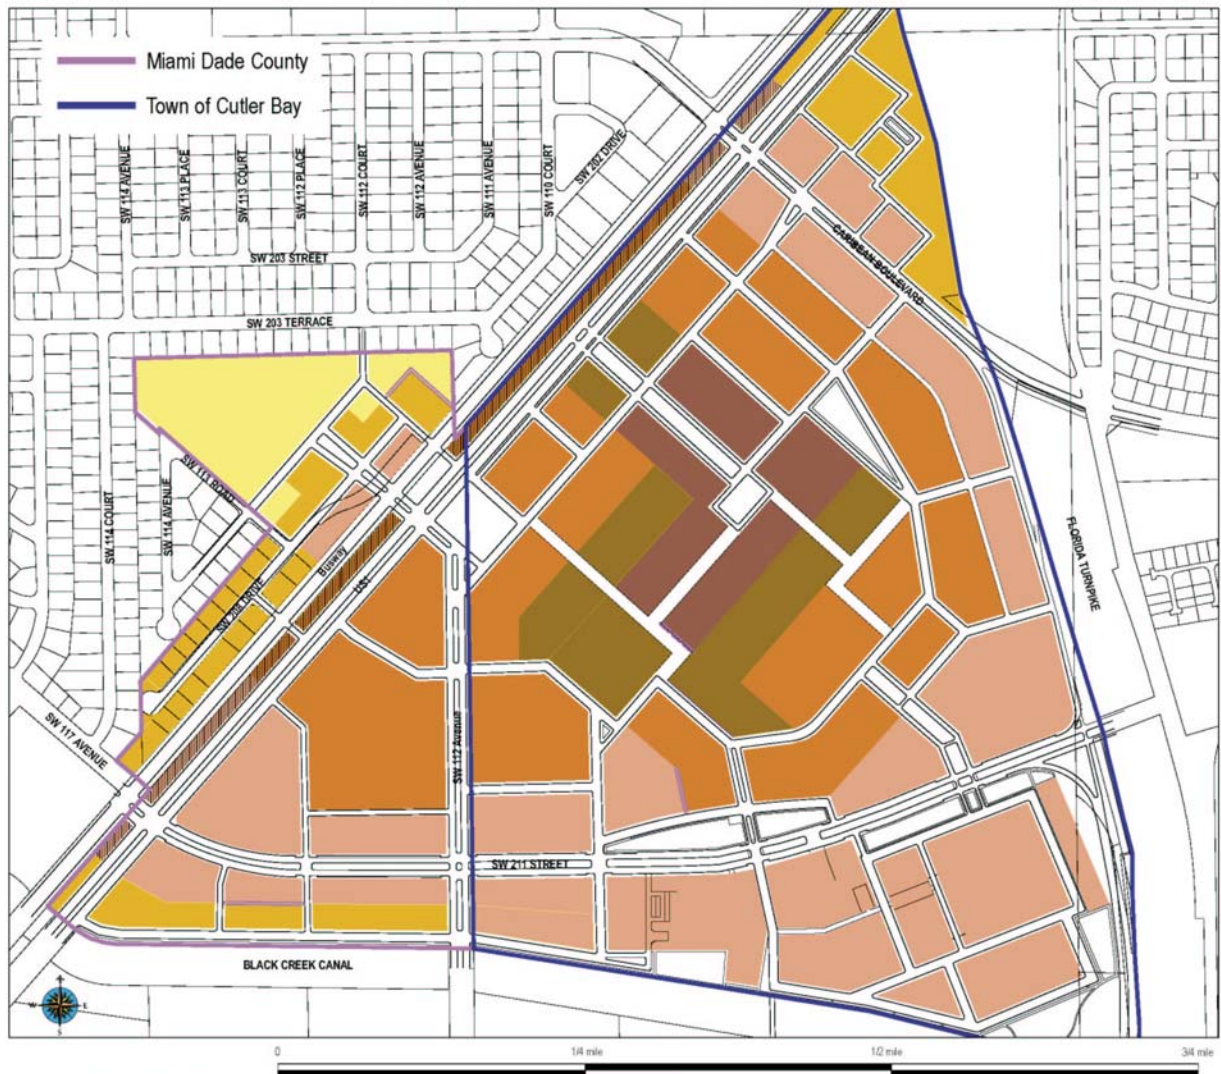 Miami Dade County
Town of Cutler Bay
SW 114 AVENUE
SW 113 PLACE
SW 113 COURT
SW 112 PLACE
SW 112 COURT
SW 112 AVENUE
SW 111 AVENUE
SW 110 COURT
SW 202 DRIVE
SW 203 STREET
SW 203 TERRACE
CARIBBEAN BOULEVARD
SW 113 ROAD
SW 114 COURT
SW 114 AVENUE
SW 208 DRIVE
Busway
US1
FLORIDA TURNPIKE
SW 117 AVENUE
SW 112 Avenue
SW 211 STREET
BLACK CREEK CANAL
W
E
S
0
1/4 mile
1/2 mile
3/4 mile